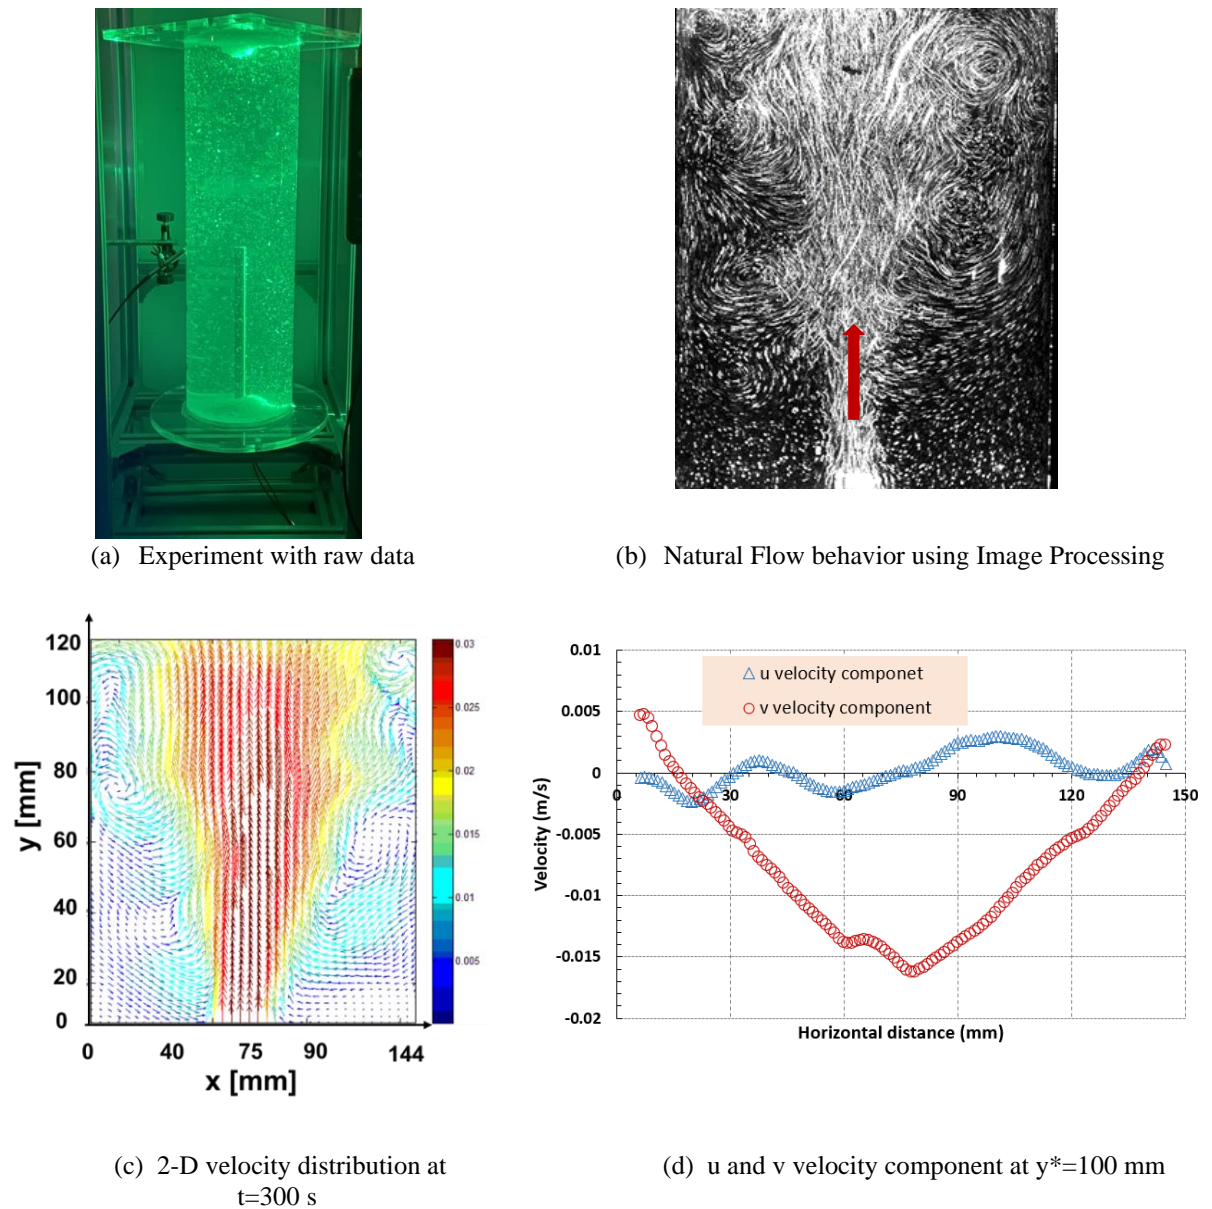 (a) Experiment with raw data
(b) Natural Flow behavior using Image Processing
120
100
80
60
40
20
0
y [mm]
0 40 75 90 144
x [mm]
0.03
0.025
0.02
0.015
0.01
0.005
0.01
0.005
0
-0.005
-0.01
-0.015
-0.02
Velocity (m/s)
u velocity componet
v velocity component
0 30 60 90 120 150
Horizontal distance (mm)
(c) 2-D velocity distribution at
t=300 s
(d) u and v velocity component at y*=100 mm